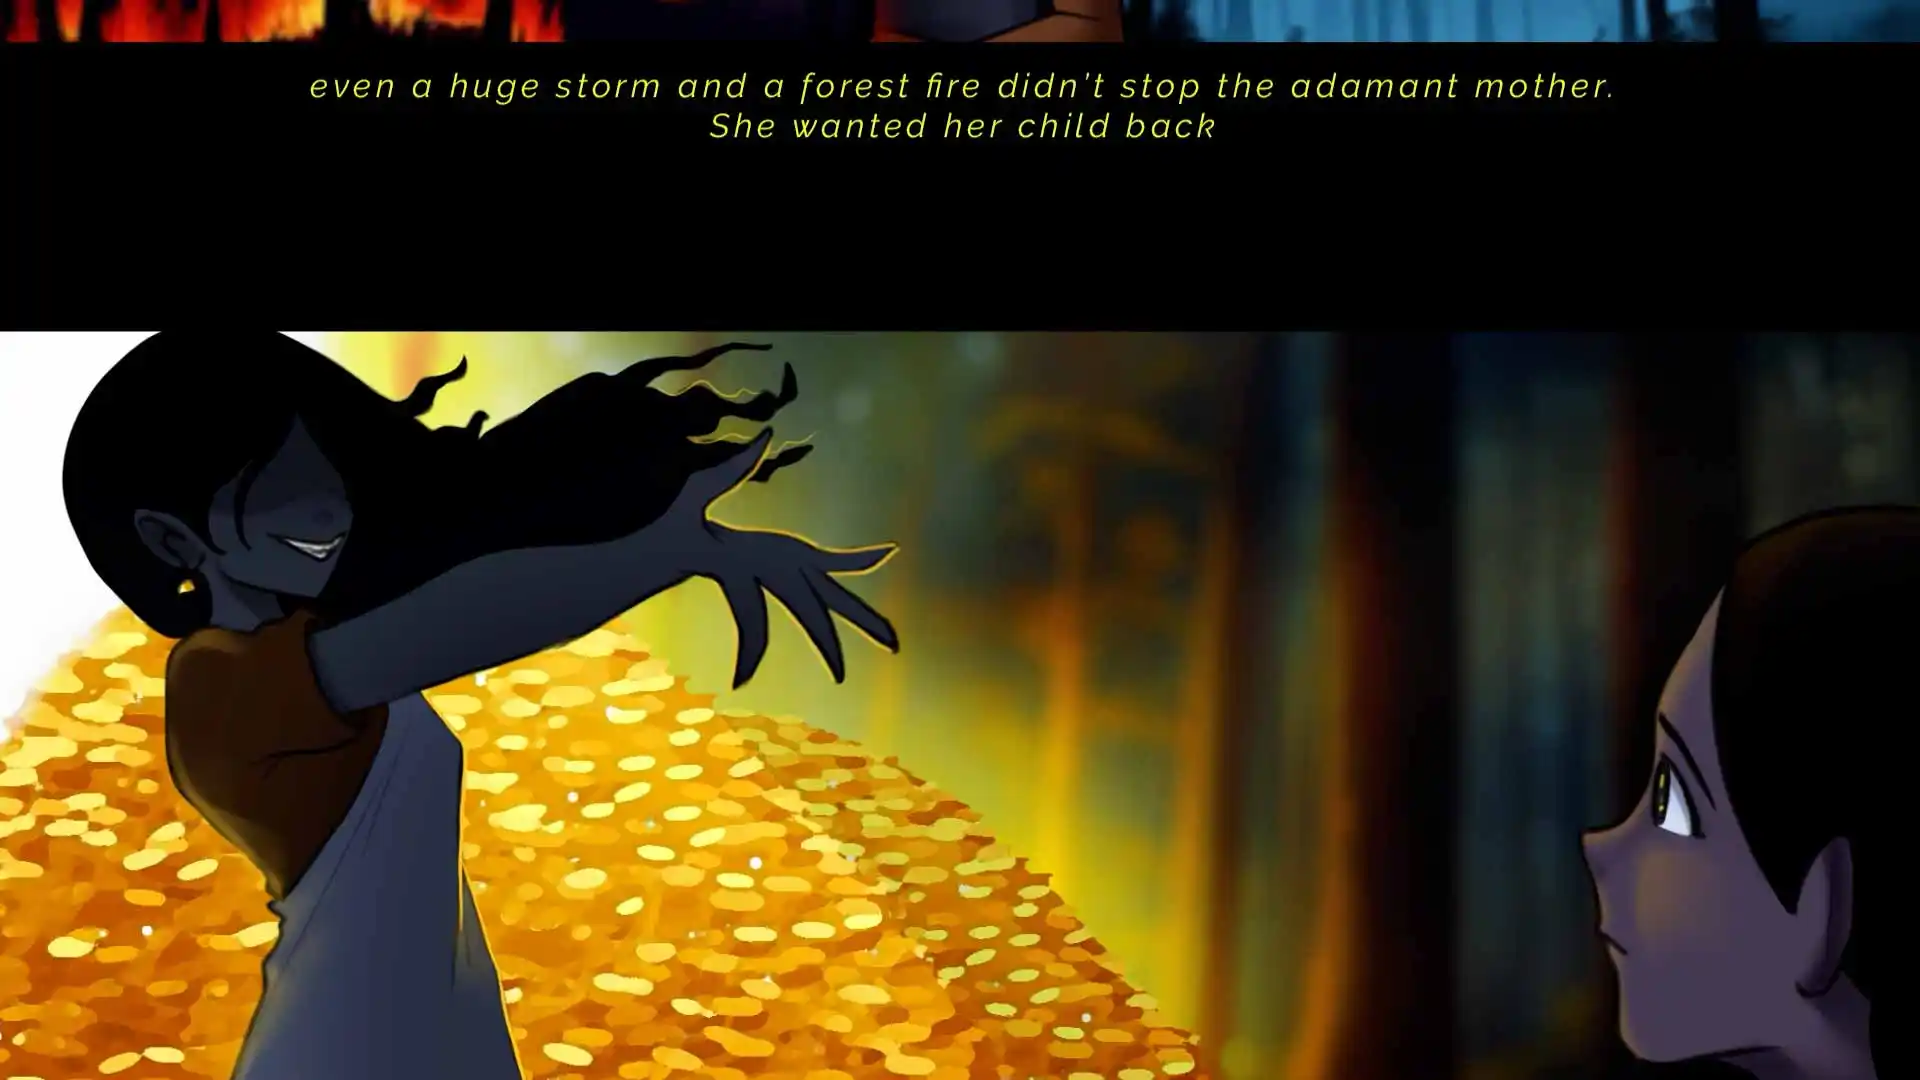 even a huge storm and a forest fire didn't stop the adamant mother.
She wanted her child back